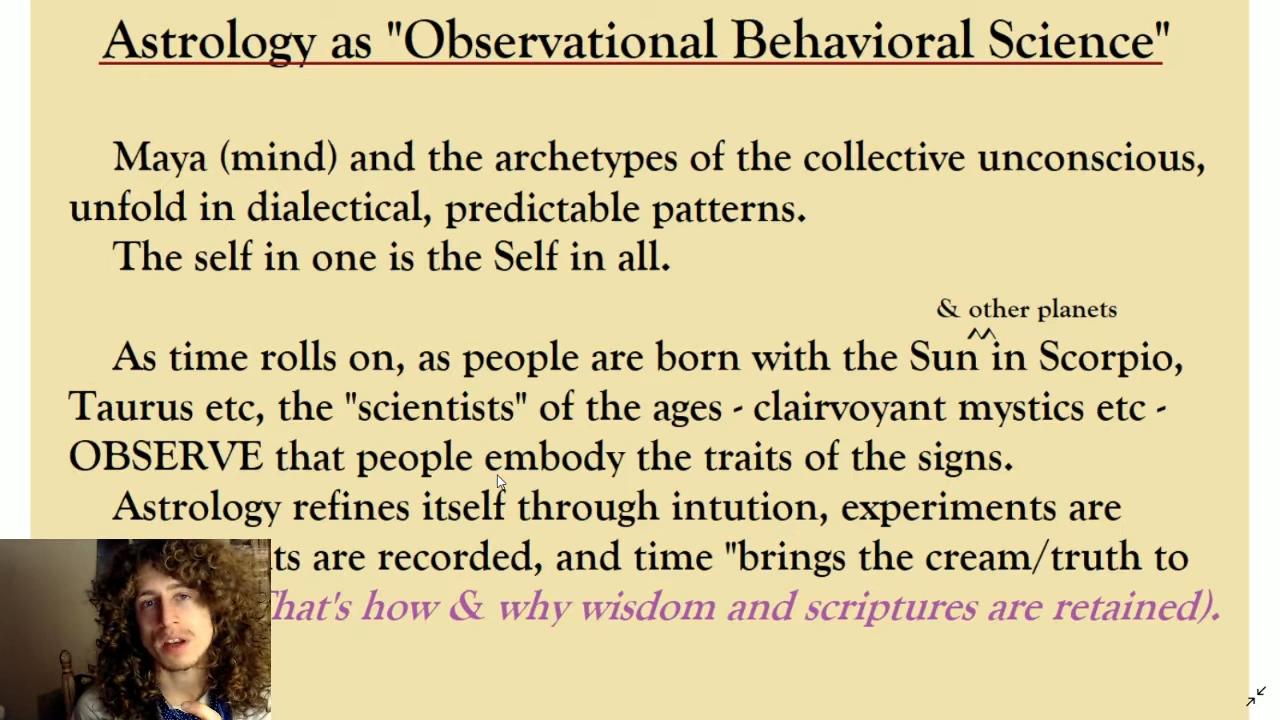 Astrology as "Observational Behavioral Science"
Maya (mind) and the archetypes of the collective unconscious,
unfold in dialectical, predictable patterns.
The self in one is the Self in all.
& other planets
^^
As time rolls on, as people are born with the Sun in Scorpio,
Taurus etc, the "scientists" of the ages - clairvoyant mystics etc -
OBSERVE that people embody the traits of the signs.
Astrology refines itself through intution, experiments are
are recorded, and time "brings the cream/truth to
how & why wisdom and scriptures are retained).